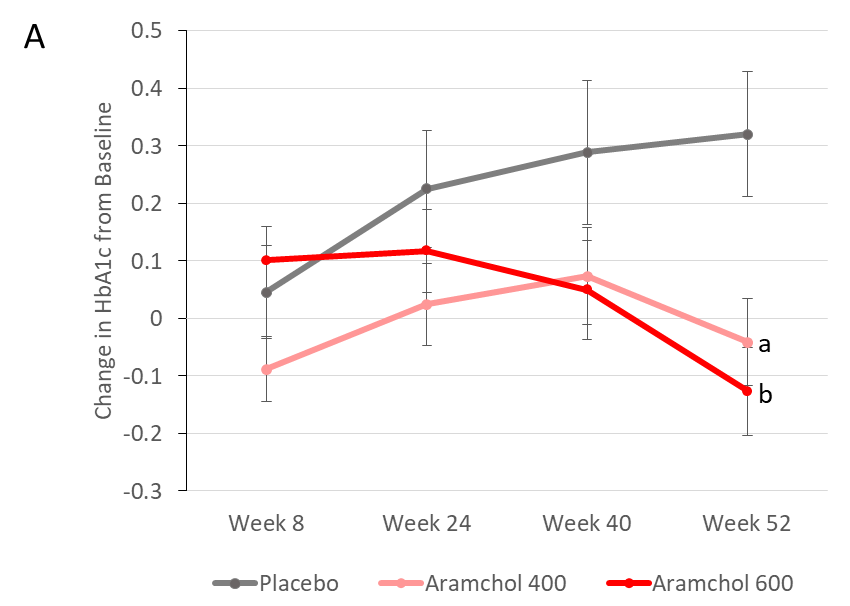 A
Change in HbA1c from Baseline
0.5
0.4
0.3
0.2
0.1
0
-0.1
-0.2
-0.3
a
b
Week 8 Week 24 Week 40 Week 52
Placebo Aramchol 400 Aramchol 600